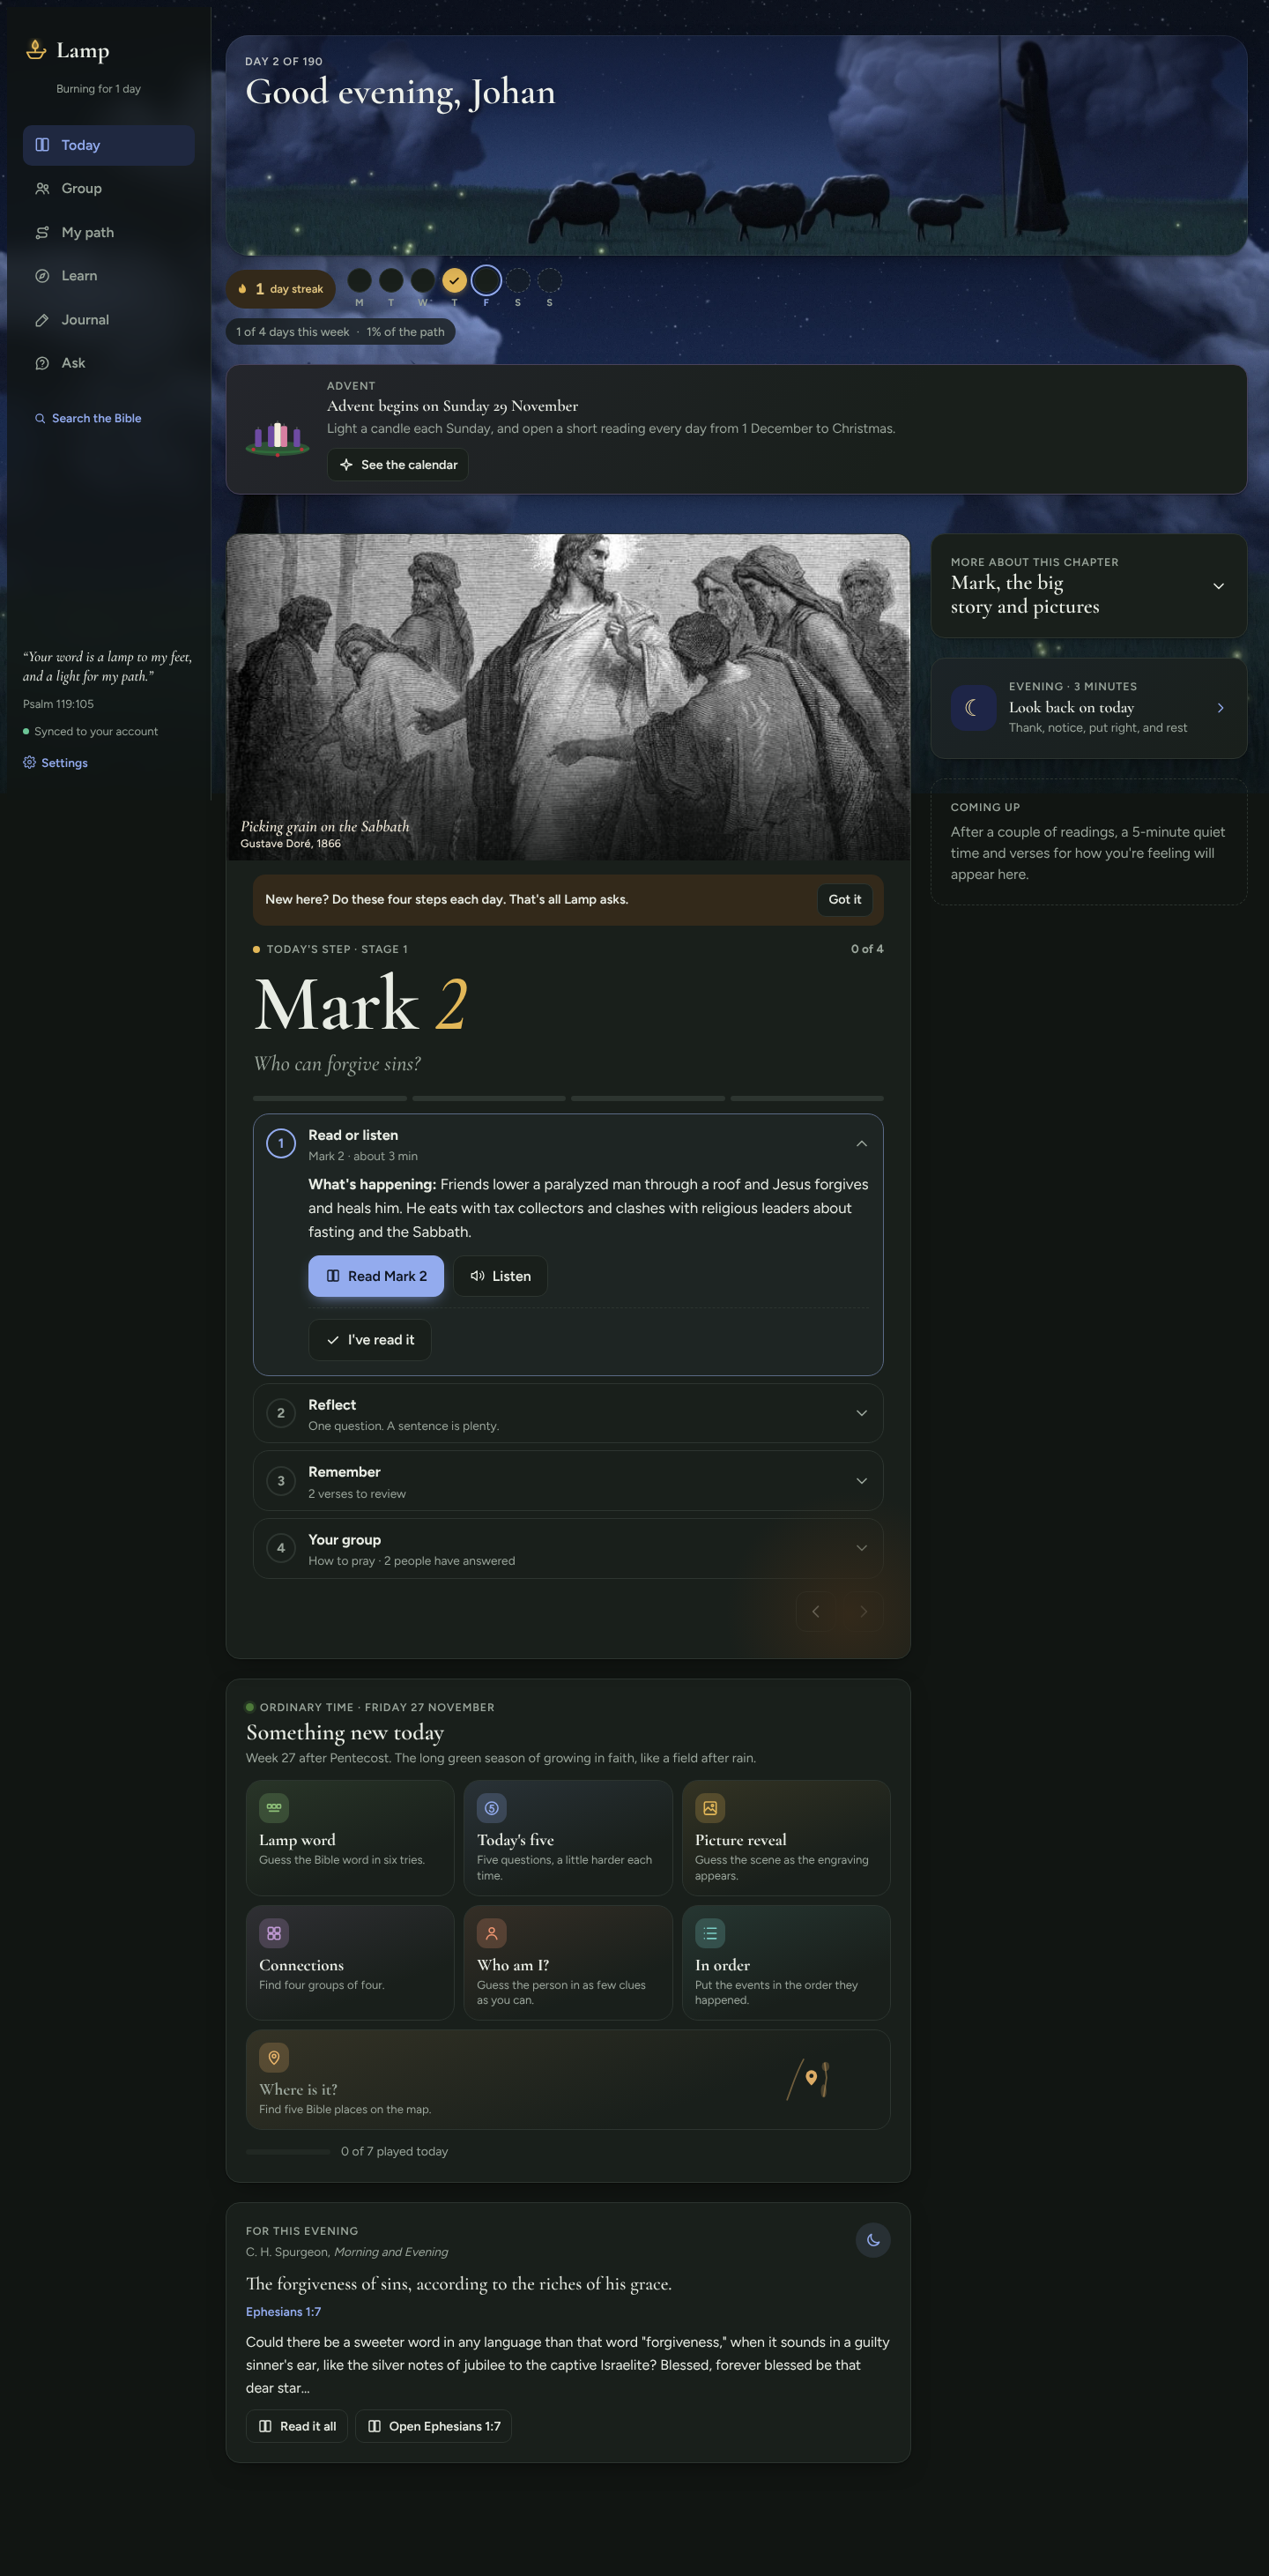 Lamp
Burning for 1 day
Today
Group
My path
Learn
Journal
Ask
Search the Bible
“Your word is a lamp to my feet,
and a light for my path.”
Psalm 119:105
Synced to your account
Settings
DAY 2 OF 190
Good evening, Johan
1 day streak
M T W T F S S
1 of 4 days this week · 1% of the path
ADVENT
Advent begins on Sunday 29 November
Light a candle each Sunday, and open a short reading every day from 1 December to Christmas.
See the calendar
Picking grain on the Sabbath
Gustave Doré, 1866
New here? Do these four steps each day. That's all Lamp asks.
Got it
TODAY'S STEP · STAGE 1
0 of 4
Mark 2
Who can forgive sins?
1
Read or listen
Mark 2 · about 3 min
What's happening: Friends lower a paralyzed man through a roof and Jesus forgives
and heals him. He eats with tax collectors and clashes with religious leaders about
fasting and the Sabbath.
Read Mark 2
Listen
I've read it
2
Reflect
One question. A sentence is plenty.
3
Remember
2 verses to review
4
Your group
How to pray · 2 people have answered
MORE ABOUT THIS CHAPTER
Mark, the big
story and pictures
EVENING · 3 MINUTES
Look back on today
Thank, notice, put right, and rest
COMING UP
After a couple of readings, a 5-minute quiet
time and verses for how you're feeling will
appear here.
ORDINARY TIME · FRIDAY 27 NOVEMBER
Something new today
Week 27 after Pentecost. The long green season of growing in faith, like a field after rain.
Lamp word
Guess the Bible word in six tries.
5
Today's five
Five questions, a little harder each
time.
Picture reveal
Guess the scene as the engraving
appears.
Connections
Find four groups of four.
Who am I?
Guess the person in as few clues
as you can.
In order
Put the events in the order they
happened.
Where is it?
Find five Bible places on the map.
0 of 7 played today
FOR THIS EVENING
C. H. Spurgeon, Morning and Evening
The forgiveness of sins, according to the riches of his grace.
Ephesians 1:7
Could there be a sweeter word in any language than that word "forgiveness," when it sounds in a guilty
sinner's ear, like the silver notes of jubilee to the captive Israelite? Blessed, forever blessed be that
dear star...
Read it all
Open Ephesians 1:7